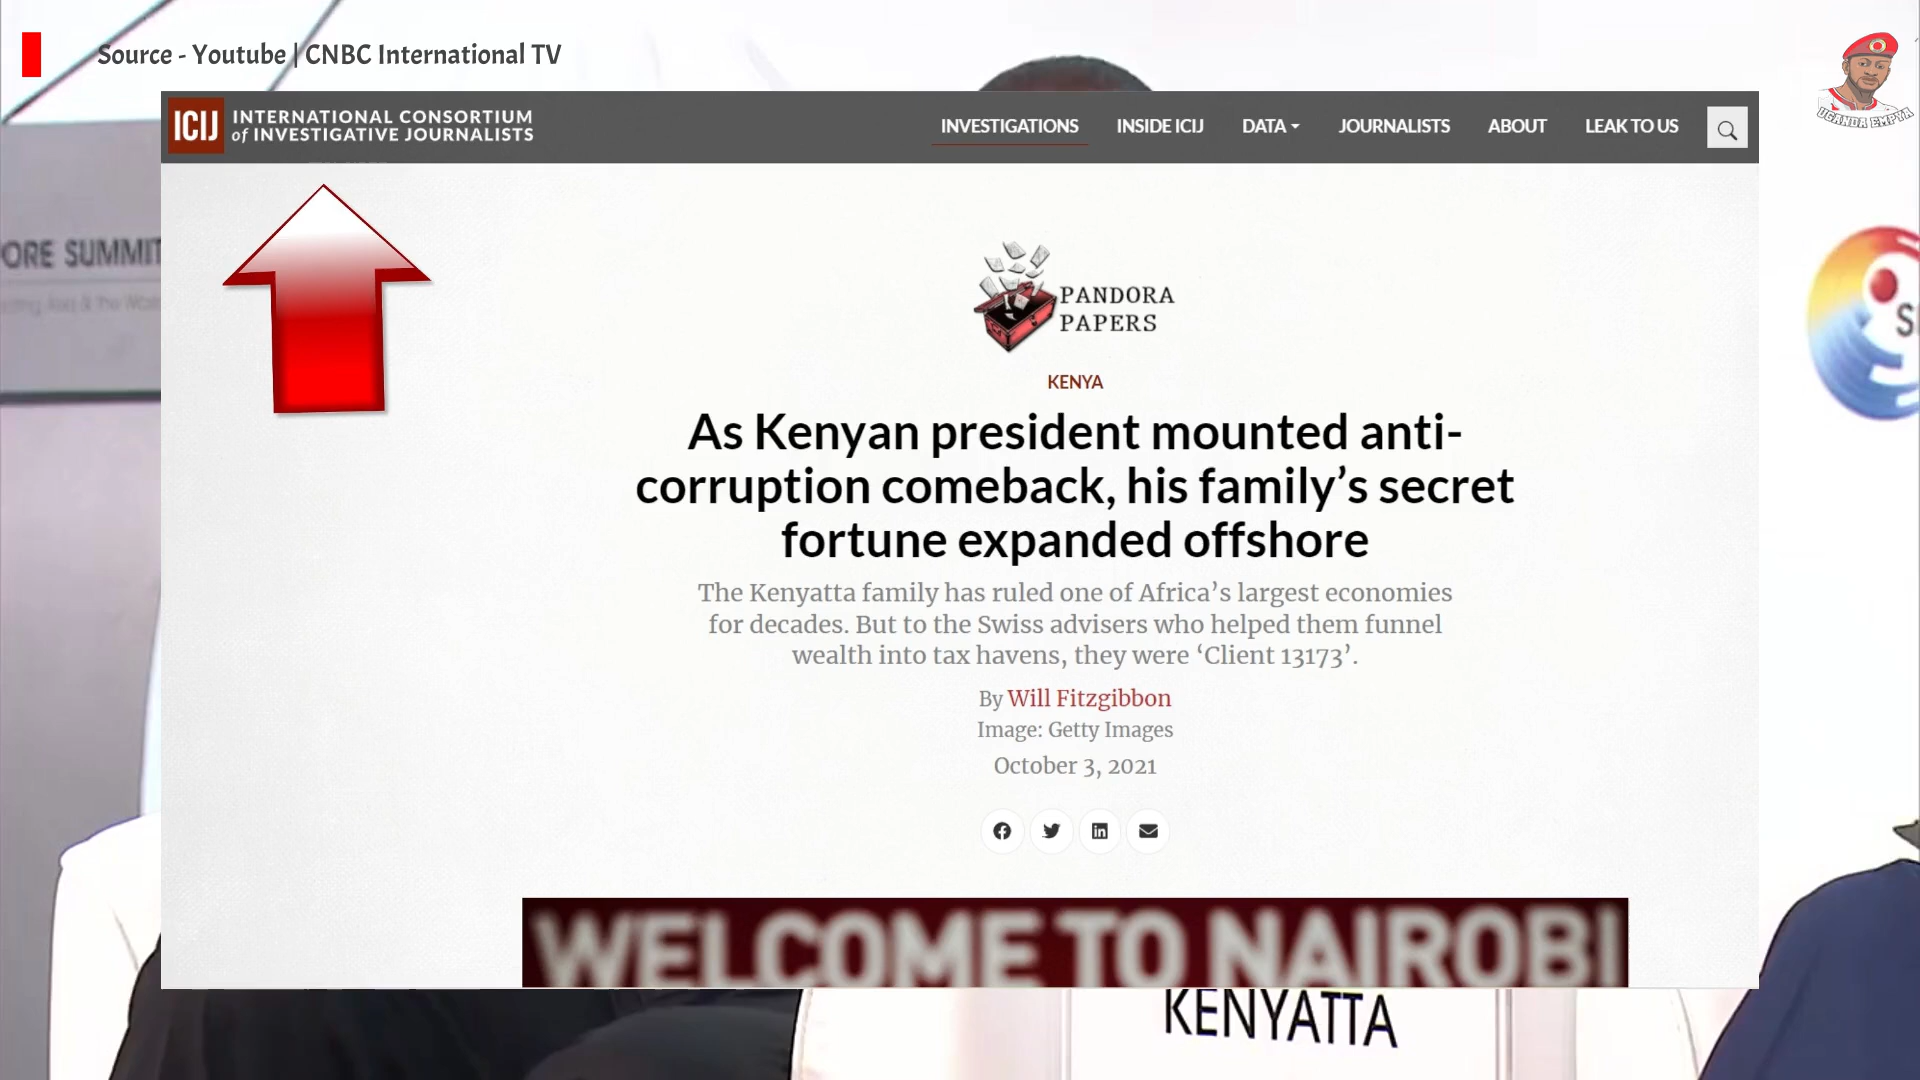 Source - Youtube | CNBC International TV
UGANDA EMPYA
ICIJ INTERNATIONAL CONSORTIUM
of INVESTIGATIVE JOURNALISTS
INVESTIGATIONS INSIDE ICIJ DATA JOURNALISTS ABOUT LEAK TO US
ORE SUMMIT
PANDORA
PAPERS
KENYA
As Kenyan president mounted anti-
corruption comeback, his family’s secret
fortune expanded offshore
The Kenyatta family has ruled one of Africa’s largest economies
for decades. But to the Swiss advisers who helped them funnel
wealth into tax havens, they were ‘Client 13173’.
By Will Fitzgibbon
Image: Getty Images
October 3, 2021
WELCOME TO NAIROBI
KENYATTA